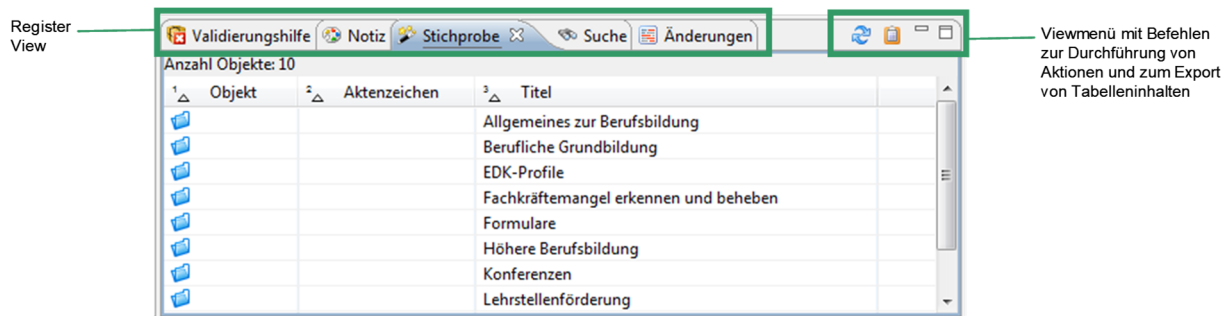 Register
View
Validierungshilfe Notiz Stichprobe Suche Änderungen
Viewmenü mit Befehlen
zur Durchführung von
Aktionen und zum Export
von Tabelleninhalten
Anzahl Objekte: 10
1 Objekt 2 Aktenzeichen 3 Titel
Allgemeines zur Berufsbildung
Berufliche Grundbildung
EDK-Profile
Fachkräftemangel erkennen und beheben
Formulare
Höhere Berufsbildung
Konferenzen
Lehrstellenförderung